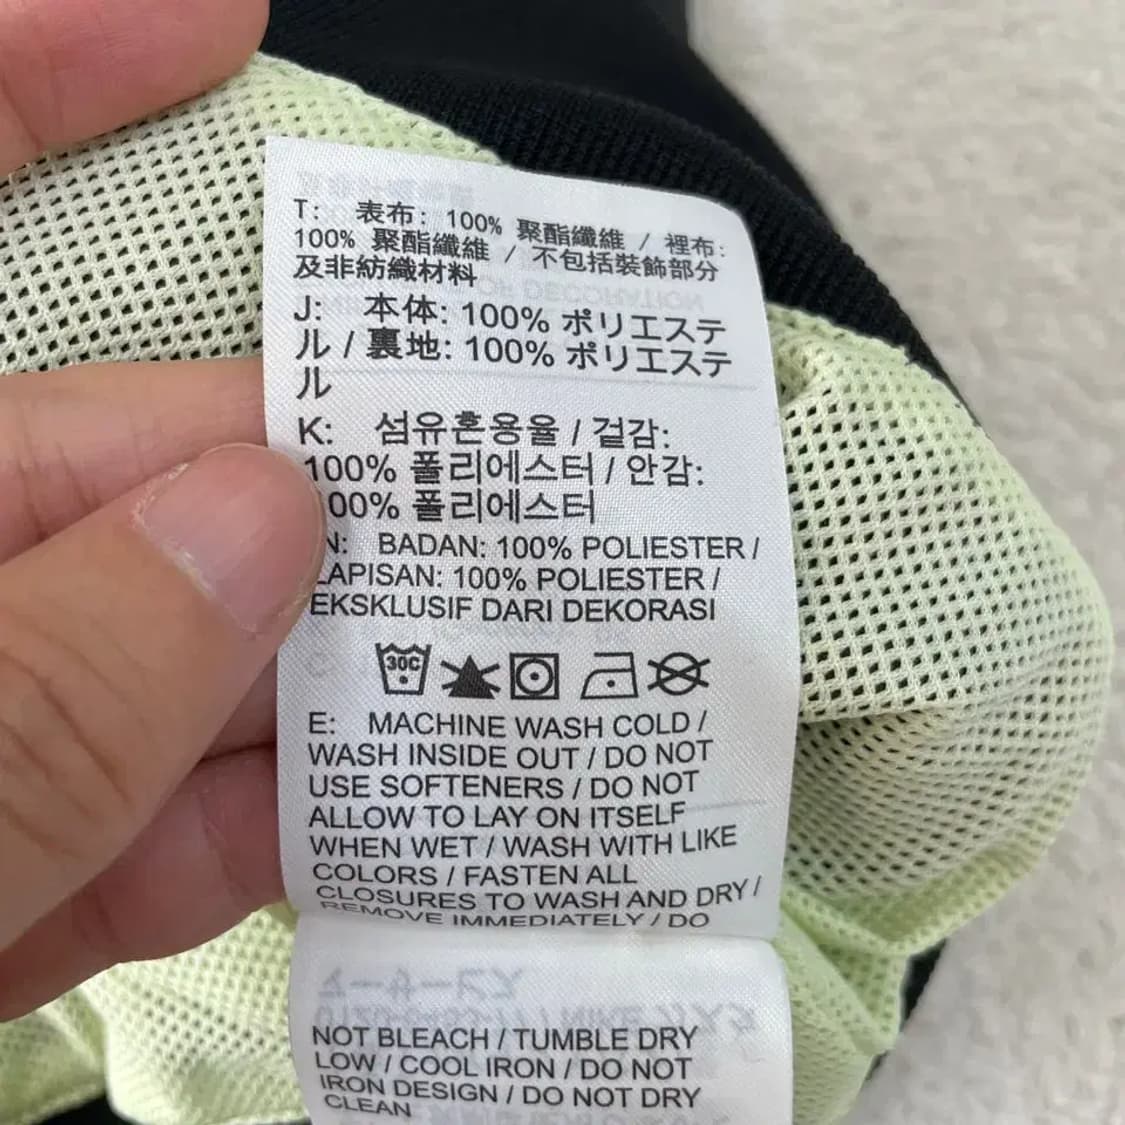 T: 表布: 100% 聚酯纖維 / 裡布:
100% 聚酯纖維 / 不包括裝飾部分
及非紡織材料
J: 本体: 100% ポリエステ
ル / 裏地: 100% ポリエステ
ル
K: 섬유혼용율 / 겉감:
100% 폴리에스터 / 안감:
00% 폴리에스터
N: BADAN: 100% POLIESTER /
LAPISAN: 100% POLIESTER /
EKSKLUSIF DARI DEKORASI
30C
E: MACHINE WASH COLD /
WASH INSIDE OUT / DO NOT
USE SOFTENERS / DO NOT
ALLOW TO LAY ON ITSELF
WHEN WET / WASH WITH LIKE
COLORS / FASTEN ALL
CLOSURES TO WASH AND DRY /
REMOVE IMMEDIATELY / DO
NOT BLEACH / TUMBLE DRY
LOW / COOL IRON / DO NOT
IRON DESIGN / DO NOT DRY
CLEAN